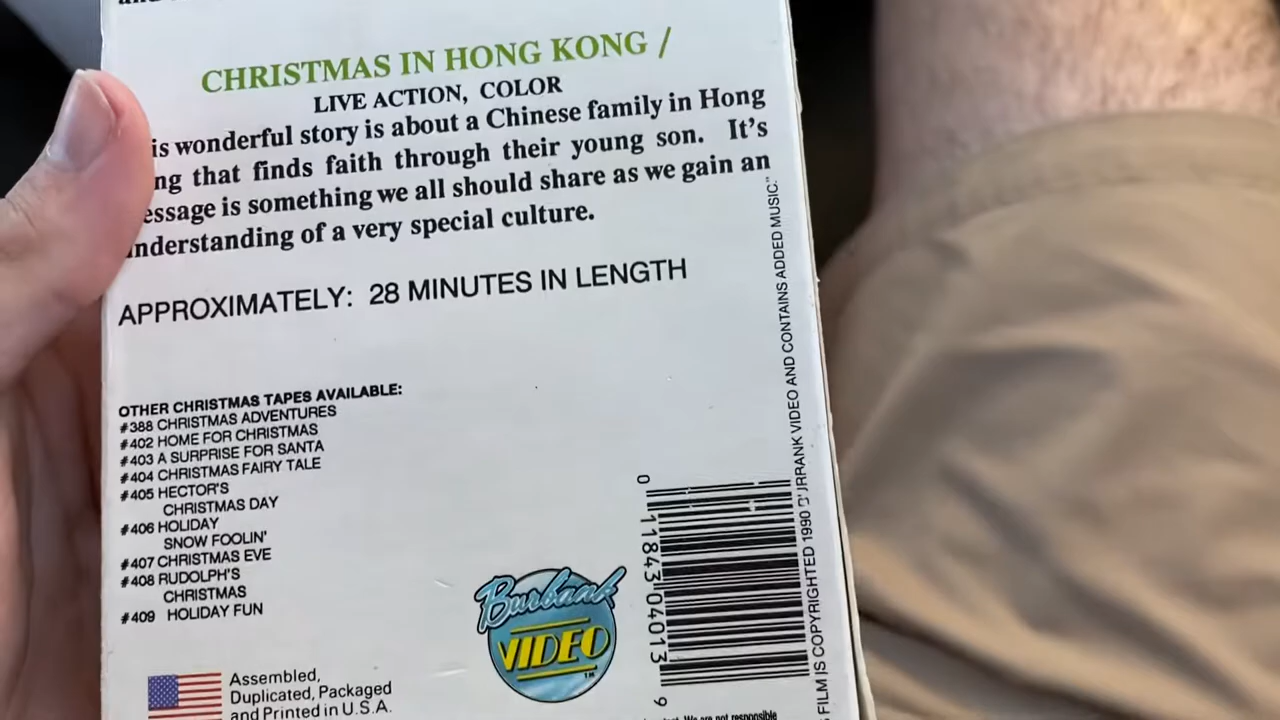 CHRISTMAS IN HONG KONG /
LIVE ACTION, COLOR
is wonderful story is about a Chinese family in Hong
ng that finds faith through their young son. It's
essage is something we all should share as we gain an
nderstanding of a very special culture.
APPROXIMATELY: 28 MINUTES IN LENGTH
OTHER CHRISTMAS TAPES AVAILABLE:
#388 CHRISTMAS ADVENTURES
#402 HOME FOR CHRISTMAS
#403 A SURPRISE FOR SANTA
#404 CHRISTMAS FAIRY TALE
#405 HECTOR'S
CHRISTMAS DAY
#406 HOLIDAY
SNOW FOOLIN'
#407 CHRISTMAS EVE
#408 RUDOLPH'S
CHRISTMAS
#409 HOLIDAY FUN
Assembled,
Duplicated, Packaged
and Printed in U.S.A.
Burbank
VIDEO
TM
0 11843 04013 9
FILM IS COPYRIGHTED 1990 BURRANK VIDEO AND CONTAINS ADDED MUSIC."
We are not responsible